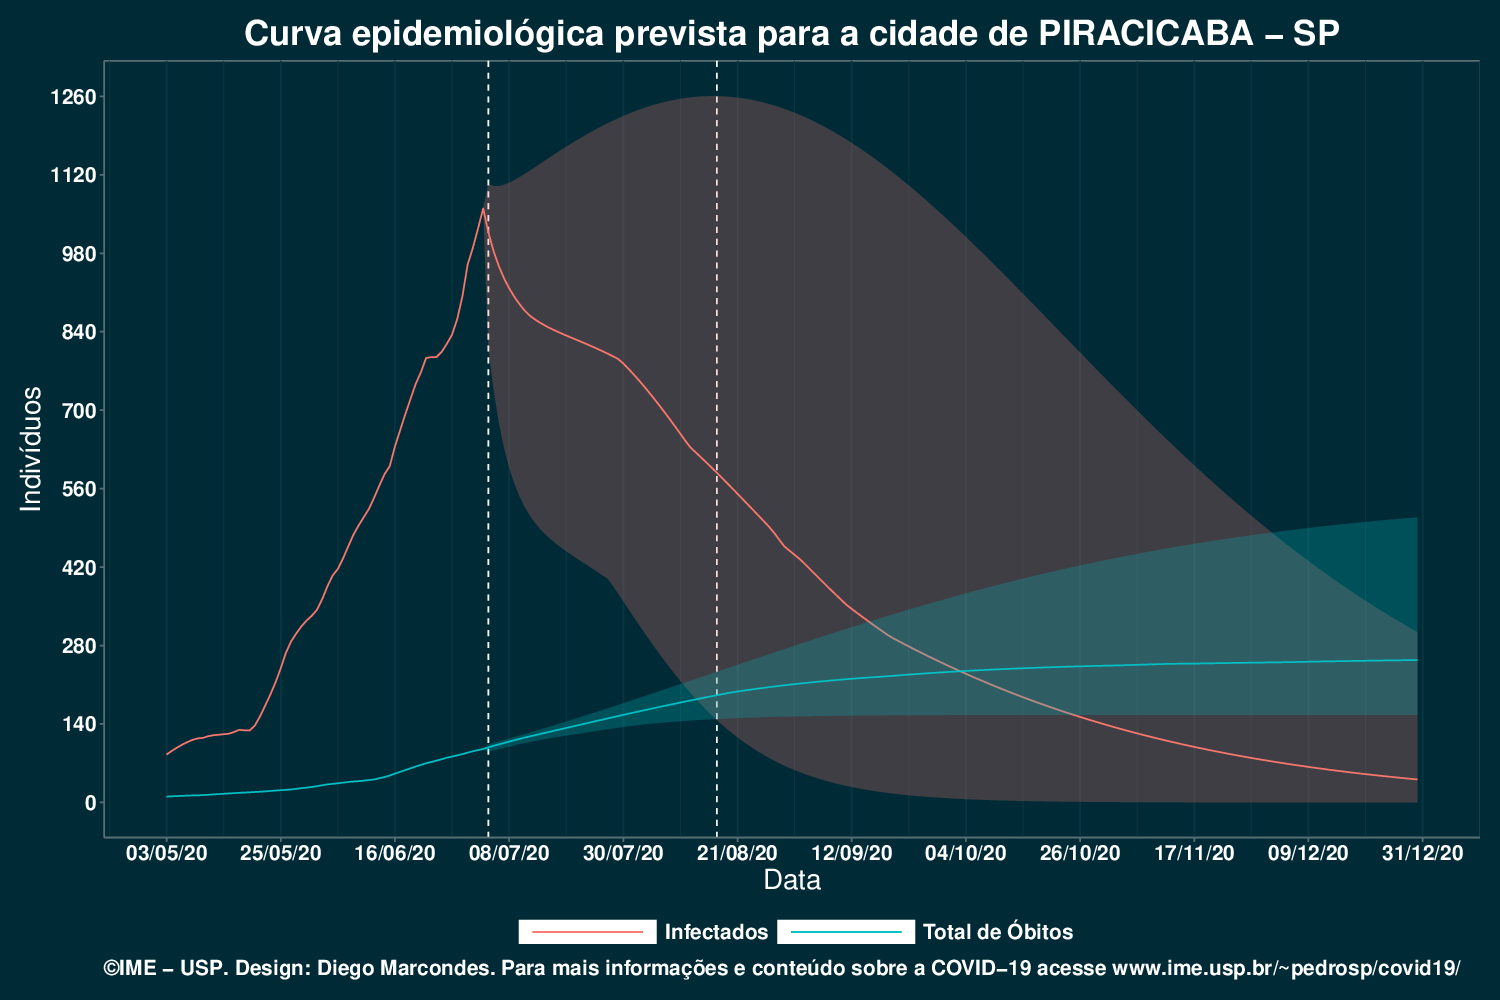 Curva epidemiológica prevista para a cidade de PIRACICABA – SP
Indivíduos
1260
1120
980
840
700
560
420
280
140
0
03/05/20 25/05/20 16/06/20 08/07/20 30/07/20 21/08/20 12/09/20 04/10/20 26/10/20 17/11/20 09/12/20 31/12/20
Data
Infectados Total de Óbitos
©IME – USP. Design: Diego Marcondes. Para mais informações e conteúdo sobre a COVID–19 acesse www.ime.usp.br/~pedrosp/covid19/